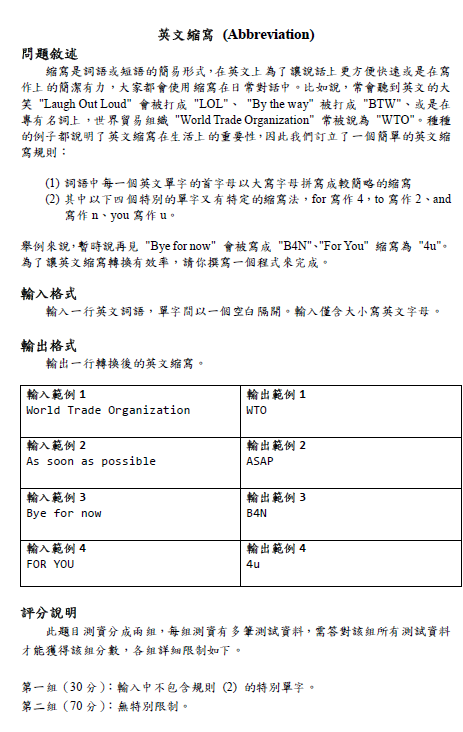 英文縮寫 (Abbreviation)
問題敘述
縮寫是詞語或短語的簡易形式,在英文上為了讓說話上更方便快速或是在寫
作上的簡潔有力,大家都會使用縮寫在日常對話中。比如說,常會聽到英文的大
笑 "Laugh Out Loud" 會被打成 "LOL"、 "By the way" 被打成 "BTW"、或是在
專有名詞上,世界貿易組織 "World Trade Organization" 常被說為 "WTO"。種種
的例子都說明了英文縮寫在生活上的重要性,因此我們訂立了一個簡單的英文縮
寫規則:
(1) 詞語中每一個英文單字的首字母以大寫字母拼寫成較簡略的縮寫
(2) 其中以下四個特別的單字又有特定的縮寫法,for 寫作 4,to 寫作 2、and
寫作 n、you 寫作 u。
舉例來說,暫時說再見 "Bye for now" 會被寫成 "B4N"、"For You" 縮寫為 "4u"。
為了讓英文縮寫轉換有效率,請你撰寫一個程式來完成。
輸入格式
輸入一行英文詞語,單字間以一個空白隔開。輸入僅含大小寫英文字母。
輸出格式
輸出一行轉換後的英文縮寫。
輸入範例 1 輸出範例 1
World Trade Organization WTO
輸入範例 2 輸出範例 2
As soon as possible ASAP
輸入範例 3 輸出範例 3
Bye for now B4N
輸入範例 4 輸出範例 4
FOR YOU 4u
評分說明
此題目測資分成兩組,每組測資有多筆測試資料,需答對該組所有測試資料
才能獲得該組分數,各組詳細限制如下。
第一組(30 分):輸入中不包含規則 (2) 的特別單字。
第二組(70 分):無特別限制。